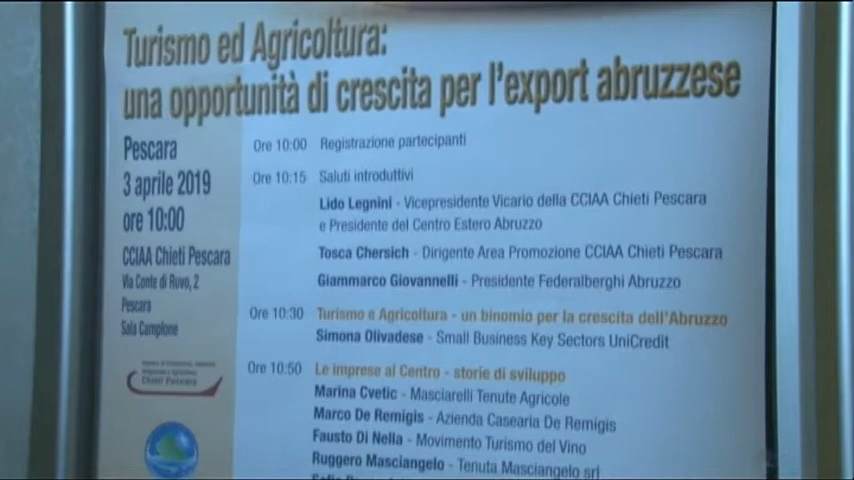 Turismo ed Agricoltura:
una opportunità di crescita per l'export abruzzese
Pescara
3 aprile 2019
ore 10:00
CCIAA Chieti Pescara
Via Conte di Ruvo, 2
Pescara
Sala Camplone
Chieti Pescara
Ore 10:00 Registrazione partecipanti
Ore 10:15 Saluti introduttivi
Lido Legnini - Vicepresidente Vicario della CCIAA Chieti Pescara
e Presidente del Centro Estero Abruzzo
Tosca Chersich - Dirigente Area Promozione CCIAA Chieti Pescara
Giammarco Giovannelli - Presidente Federalberghi Abruzzo
Ore 10:30 Turismo e Agricoltura - un binomio per la crescita dell'Abruzzo
Simona Olivadese - Small Business Key Sectors UniCredit
Ore 10:50 Le imprese al Centro - storie di sviluppo
Marina Cvetic - Masciarelli Tenute Agricole
Marco De Remigis - Azienda Casearia De Remigis
Fausto Di Nella - Movimento Turismo del Vino
Ruggero Masciangelo - Tenuta Masciangelo srl